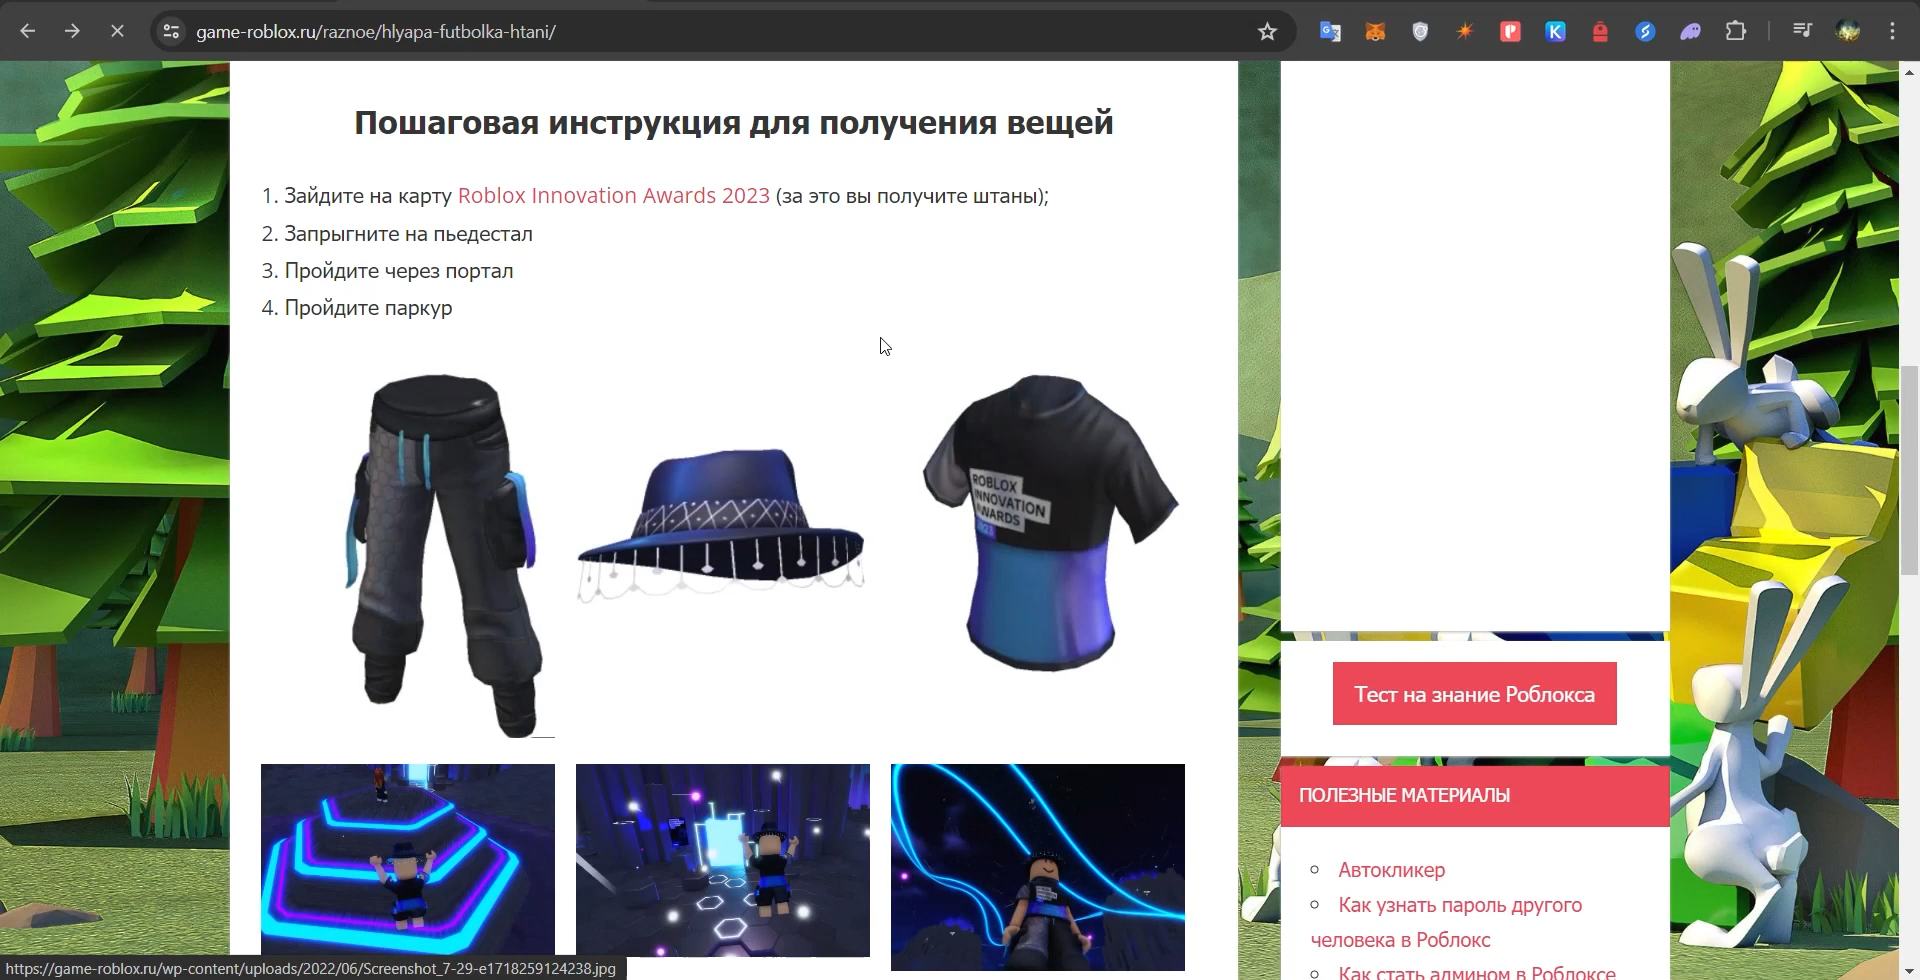 game-roblox.ru/raznoe/hlyapa-futbolka-htani/
Пошаговая инструкция для получения вещей
1. Зайдите на карту Roblox Innovation Awards 2023 (за это вы получите штаны);
2. Запрыгните на пьедестал
3. Пройдите через портал
4. Пройдите паркур
ROBLOX
INNOVATION
AWARDS
2023
Тест на знание Роблокса
ПОЛЕЗНЫЕ МАТЕРИАЛЫ
Автокликер
Как узнать пароль другого
человека в Роблокс
Как стать админом в Роблоксе
https://game-roblox.ru/wp-content/uploads/2022/06/Screenshot_7-29-e1718259124238.jpg